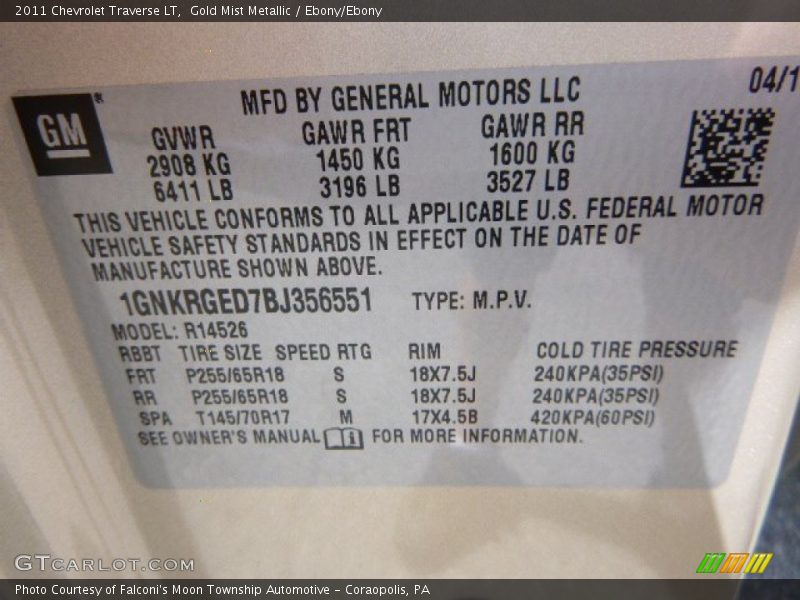 2011 Chevrolet Traverse LT,  Gold Mist Metallic / Ebony/Ebony
04/1
GM®
MFD BY GENERAL MOTORS LLC
GVWR GAWR FRT GAWR RR
2908 KG 1450 KG 1600 KG
6411 LB 3196 LB 3527 LB
THIS VEHICLE CONFORMS TO ALL APPLICABLE U.S. FEDERAL MOTOR
VEHICLE SAFETY STANDARDS IN EFFECT ON THE DATE OF
MANUFACTURE SHOWN ABOVE.
1GNKRGED7BJ356551 TYPE: M.P.V.
MODEL: R14526
RBBT TIRE SIZE SPEED RTG RIM COLD TIRE PRESSURE
FRT P255/65R18 S 18X7.5J 240KPA(35PSI)
RR P255/65R18 S 18X7.5J 240KPA(35PSI)
SPA T145/70R17 M 17X4.5B 420KPA(60PSI)
SEE OWNER'S MANUAL FOR MORE INFORMATION.
GTCARLOT.COM
Photo Courtesy of Falconi's Moon Township Automotive - Coraopolis, PA